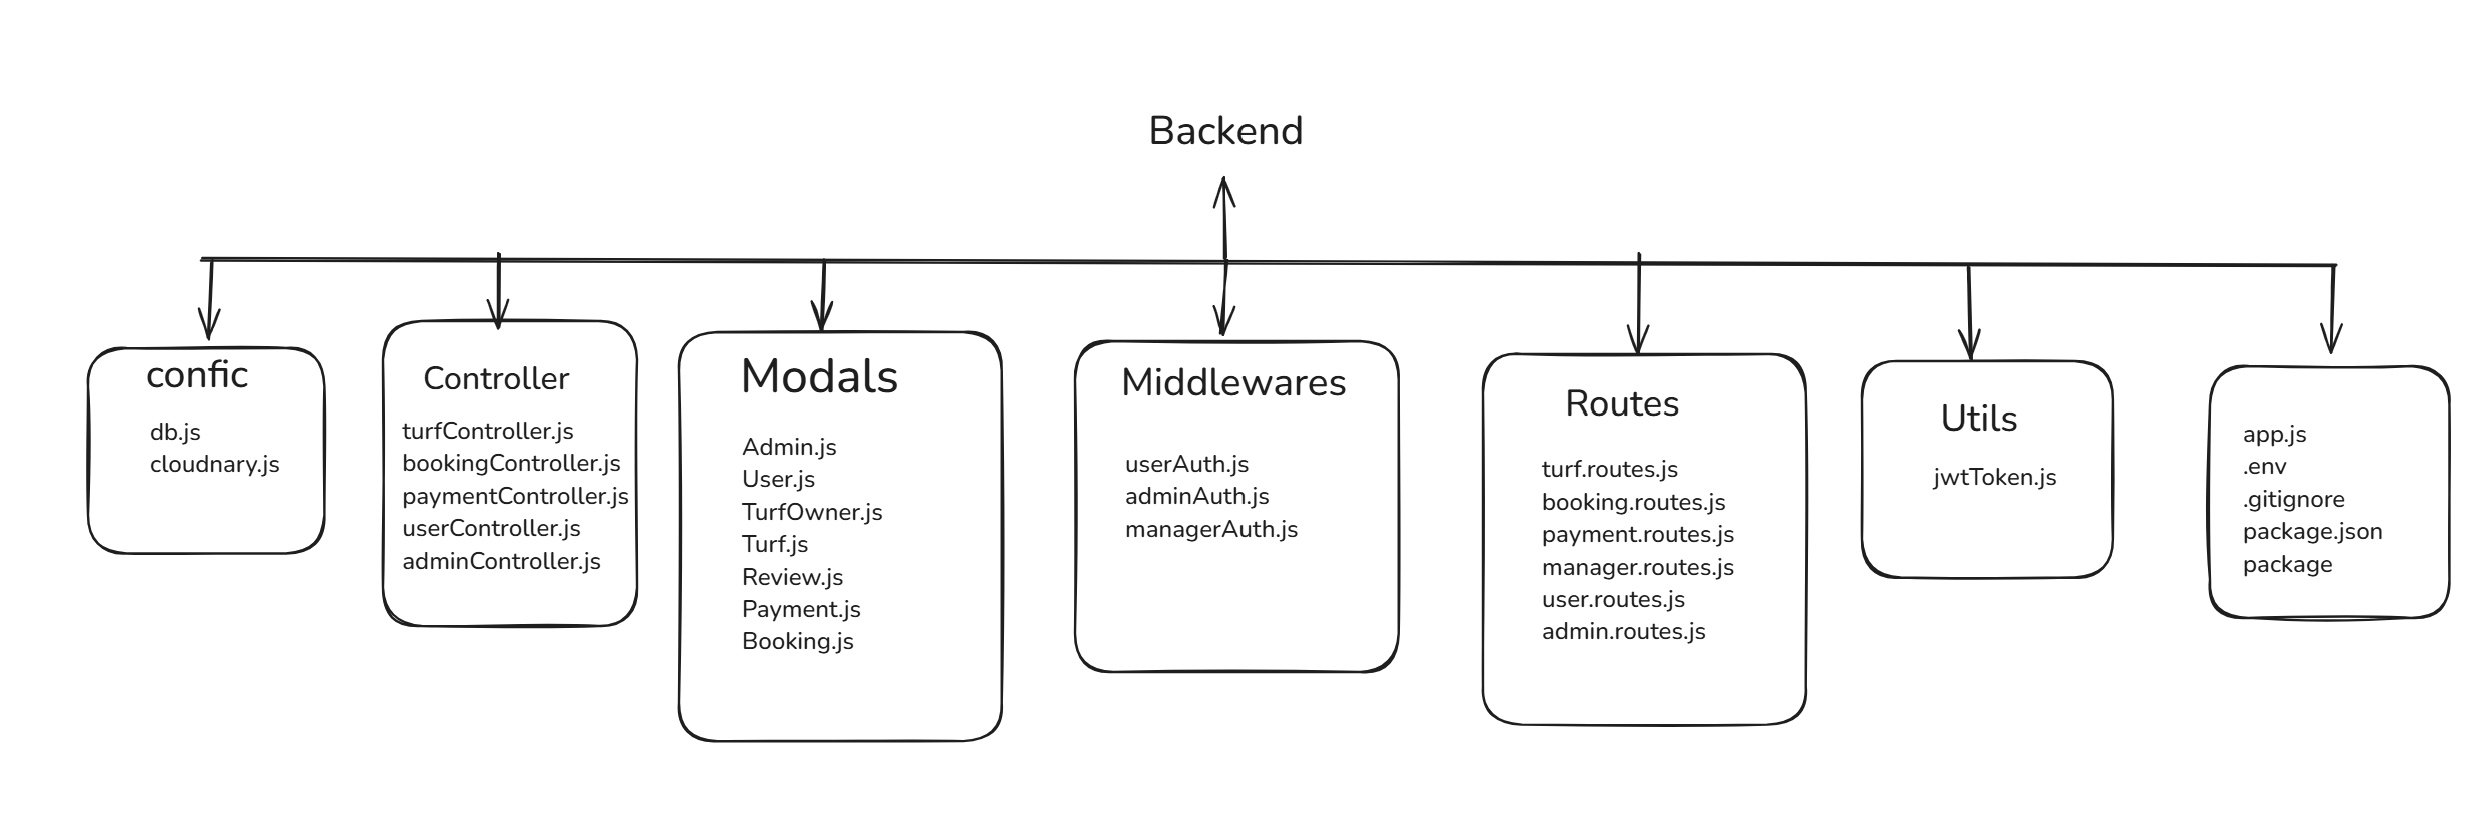 Backend
confic
db.js
cloudnary.js
Controller
turfController.js
bookingController.js
paymentController.js
userController.js
adminController.js
Modals
Admin.js
User.js
TurfOwner.js
Turf.js
Review.js
Payment.js
Booking.js
Middlewares
userAuth.js
adminAuth.js
managerAuth.js
Routes
turf.routes.js
booking.routes.js
payment.routes.js
manager.routes.js
user.routes.js
admin.routes.js
Utils
jwtToken.js
app.js
.env
.gitignore
package.json
package